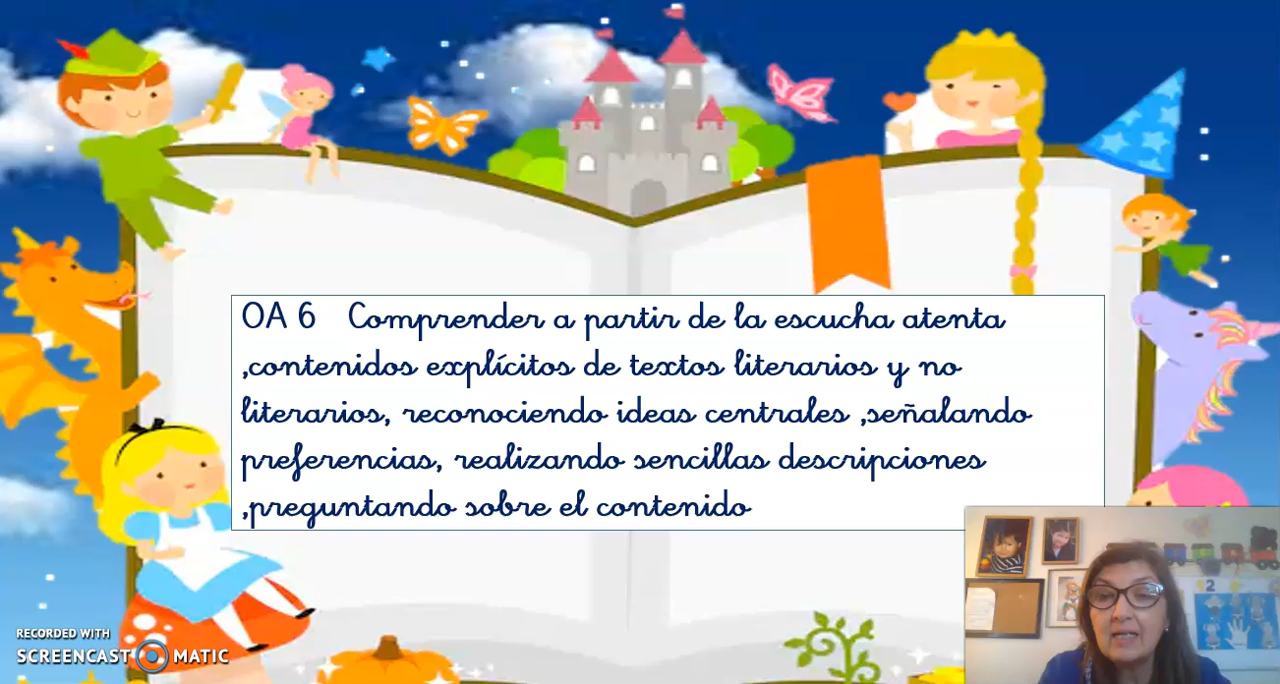 OA 6 Comprender a partir de la escucha atenta
,contenidos explícitos de textos literarios y no
literarios, reconociendo ideas centrales ,señalando
preferencias, realizando sencillas descripciones
,preguntando sobre el contenido
RECORDED WITH
SCREENCAST MATIC
2